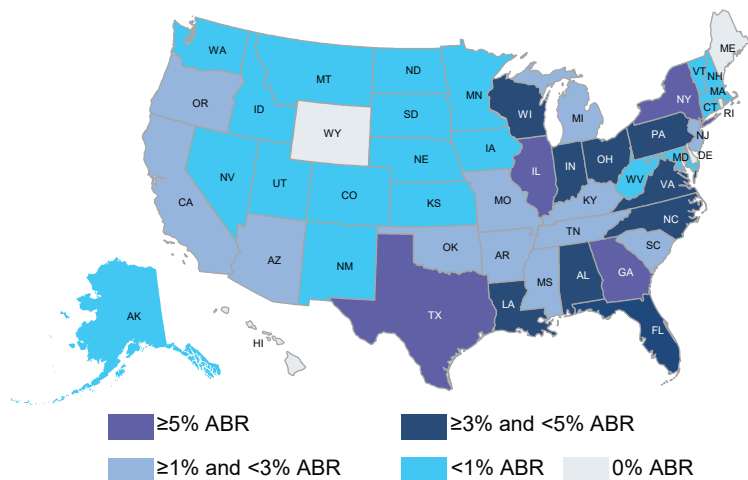 ME
WA
VT
NH
MT
ND
MN
MA
OR
ID
SD
WI
NY
CT
RI
MI
WY
PA
NJ
IA
NE
OH
MD
DE
NV
UT
IL
IN
WV
CO
VA
CA
KS
MO
KY
NC
TN
OK
AZ
AR
SC
NM
MS
AL
GA
LA
TX
AK
FL
HI
≥5% ABR
≥3% and <5% ABR
≥1% and <3% ABR
<1% ABR
0% ABR